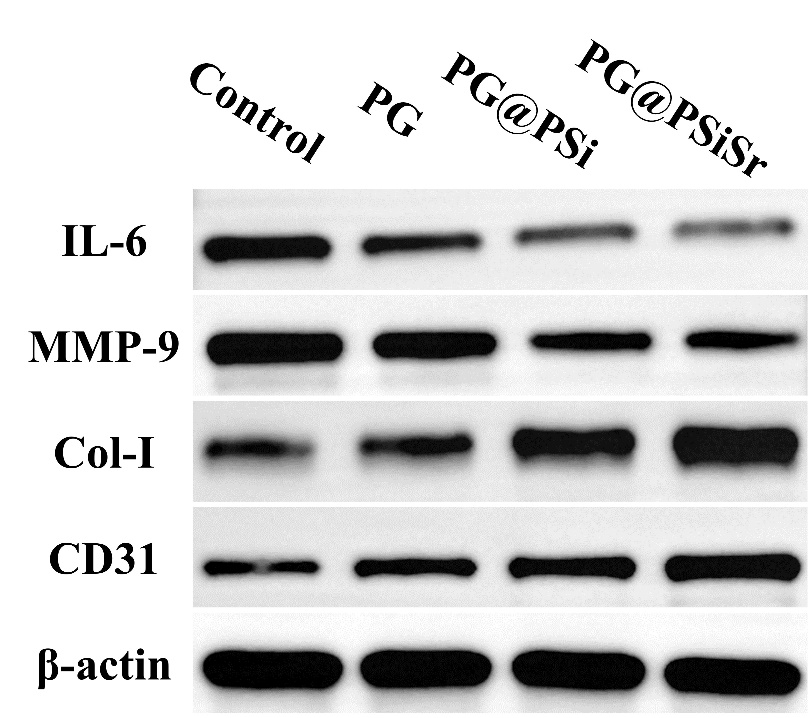 Control
PG
PG@PSi
PG@PSiSr
IL-6
MMP-9
Col-I
CD31
β-actin